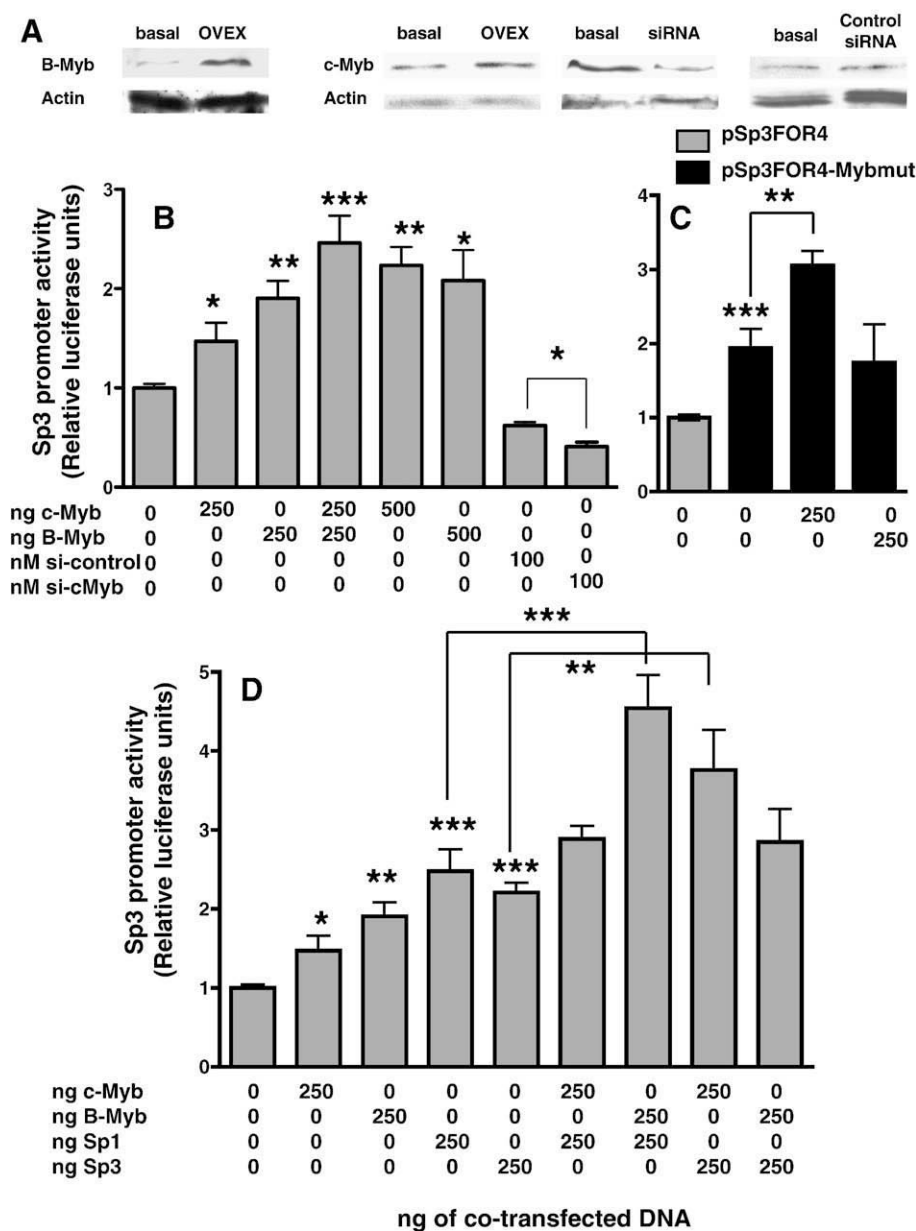 A
basal OVEX
basal OVEX
basal siRNA
basal Control siRNA
B-Myb
c-Myb
Actin
Actin
pSp3FOR4
pSp3FOR4-Mybmut
B
Sp3 promoter activity
(Relative luciferase units)
3
2
1
0
*
**
***
**
*
*
ng c-Myb 0 250 0 250 500 0 0 0
ng B-Myb 0 0 250 250 0 500 0 0
nM si-control 0 0 0 0 0 0 100 0
nM si-cMyb 0 0 0 0 0 0 0 100
C
4
3
2
1
0
**
***
0 0 250 0
0 0 0 250
D
Sp3 promoter activity
(Relative luciferase units)
5
4
3
2
1
0
***
**
*
**
***
***
ng c-Myb 0 250 0 0 0 250 0 250 0
ng B-Myb 0 0 250 0 0 0 250 0 250
ng Sp1 0 0 0 250 0 250 250 0 0
ng Sp3 0 0 0 0 250 0 0 250 250
ng of co-transfected DNA